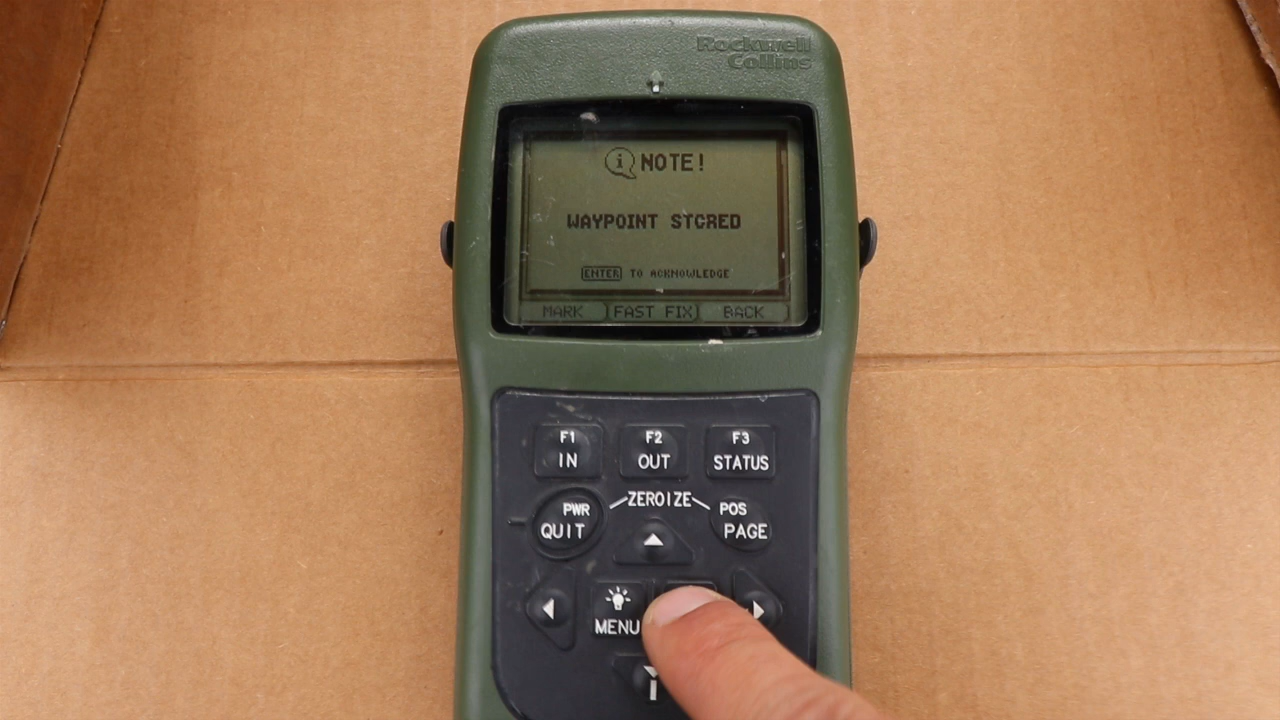 Rockwell
Collins
i NOTE!
WAYPOINT STORED
ENTER TO ACKNOWLEDGE
MARK FAST FIX BACK
F1 F2 F3
IN OUT STATUS
ZEROIZE
PWR POS
QUIT PAGE
MENU